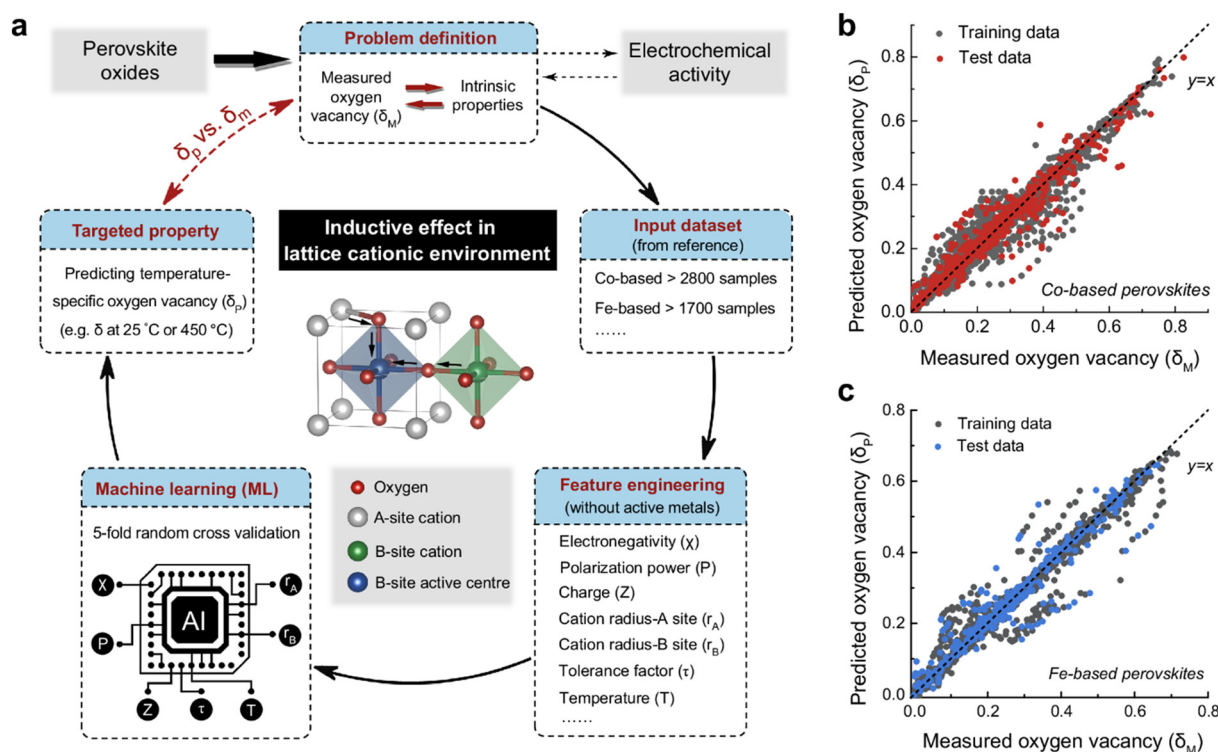 a
Perovskite
oxides
Problem definition
Measured
oxygen
vacancy (δM)
Intrinsic
properties
Electrochemical
activity
δp vs. δm
Targeted property
Predicting temperature-
specific oxygen vacancy (δP)
(e.g. δ at 25 °C or 450 °C)
Inductive effect in
lattice cationic environment
Input dataset
(from reference)
Co-based > 2800 samples
Fe-based > 1700 samples
......
Machine learning (ML)
5-fold random cross validation
X
P
Z
τ
T
rA
rB
AI
Oxygen
A-site cation
B-site cation
B-site active centre
Feature engineering
(without active metals)
Electronegativity (χ)
Polarization power (P)
Charge (Z)
Cation radius-A site (rA)
Cation radius-B site (rB)
Tolerance factor (τ)
Temperature (T)
......
b
Predicted oxygen vacancy (δP)
0.8
0.6
0.4
0.2
0.0
Training data
Test data
y=x
Co-based perovskites
0.0 0.2 0.4 0.6 0.8
Measured oxygen vacancy (δM)
c
Predicted oxygen vacancy (δP)
0.8
0.6
0.4
0.2
0.0
Training data
Test data
y=x
Fe-based perovskites
0.0 0.2 0.4 0.6 0.8
Measured oxygen vacancy (δM)